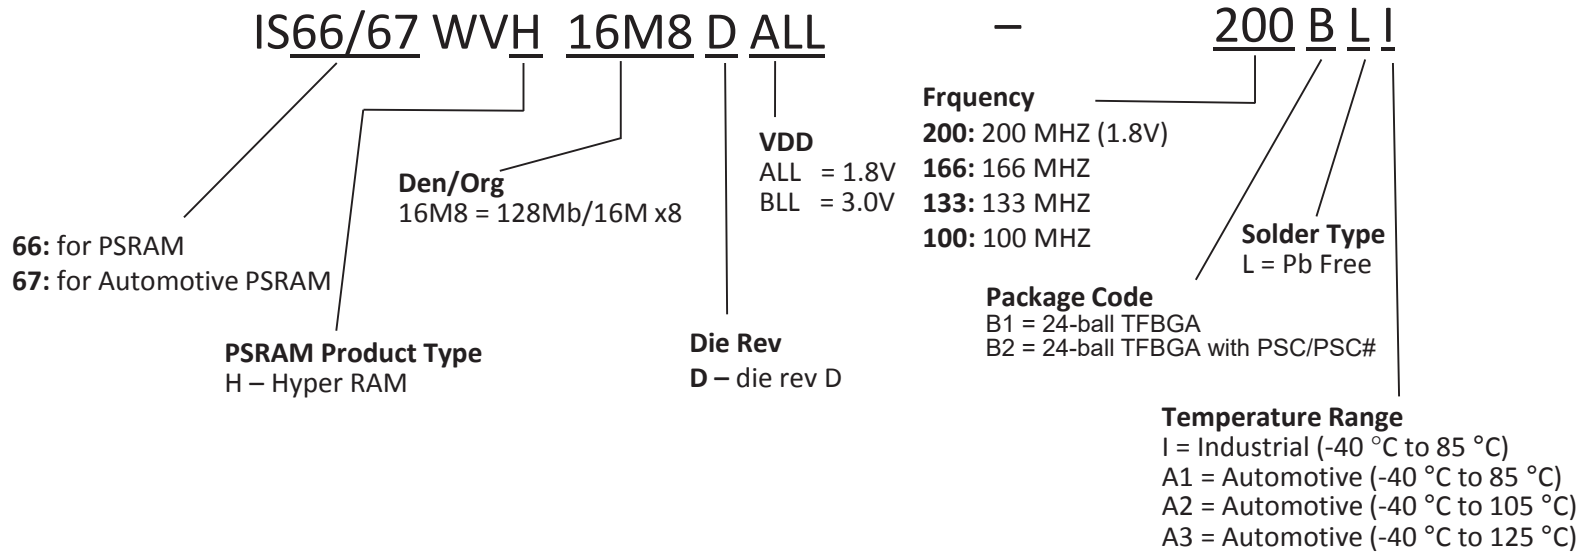 IS66/67 WVH 16M8 D ALL – 200 B L I
66: for PSRAM
67: for Automotive PSRAM
PSRAM Product Type
H – Hyper RAM
Den/Org
16M8 = 128Mb/16M x8
Die Rev
D – die rev D
VDD
ALL = 1.8V
BLL = 3.0V
Frquency
200: 200 MHZ (1.8V)
166: 166 MHZ
133: 133 MHZ
100: 100 MHZ
Package Code
B1 = 24-ball TFBGA
B2 = 24-ball TFBGA with PSC/PSC#
Solder Type
L = Pb Free
Temperature Range
I = Industrial (-40 °C to 85 °C)
A1 = Automotive (-40 °C to 85 °C)
A2 = Automotive (-40 °C to 105 °C)
A3 = Automotive (-40 °C to 125 °C)